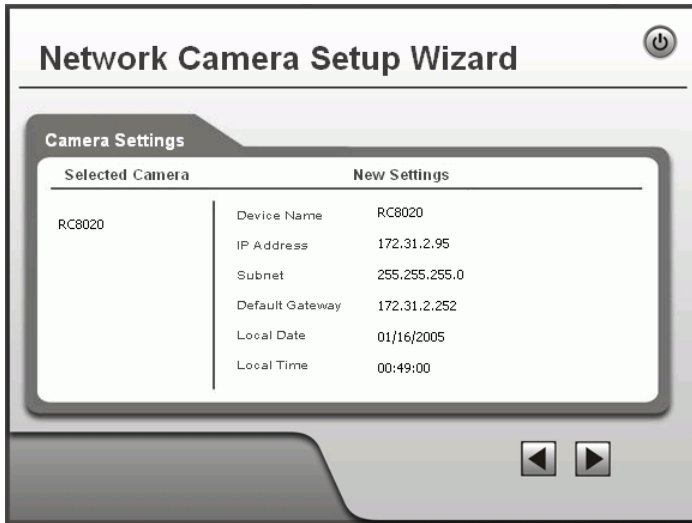 Network Camera Setup Wizard
Camera Settings
Selected Camera New Settings
RC8020
Device Name RC8020
IP Address 172.31.2.95
Subnet 255.255.255.0
Default Gateway 172.31.2.252
Local Date 01/16/2005
Local Time 00:49:00